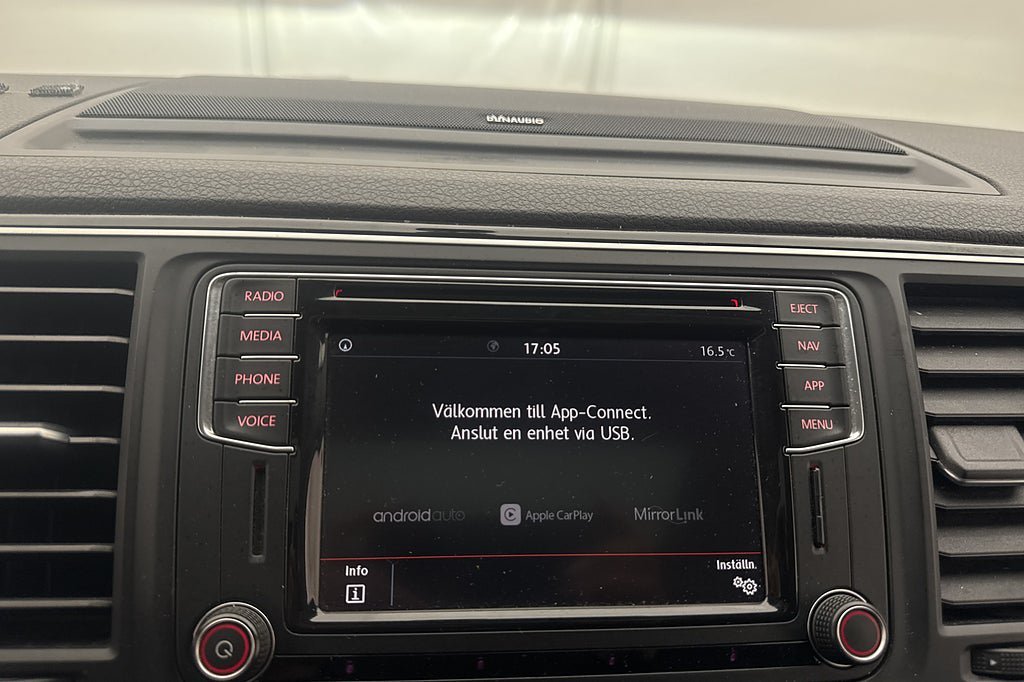 DYNAUDIO
RADIO
MEDIA
PHONE
VOICE
EJECT
NAV
APP
MENU
17:05
16.5°C
Välkommen till App-Connect.
Anslut en enhet via USB.
androidauto
Apple CarPlay
MirrorLink
Info
i
Inställn.